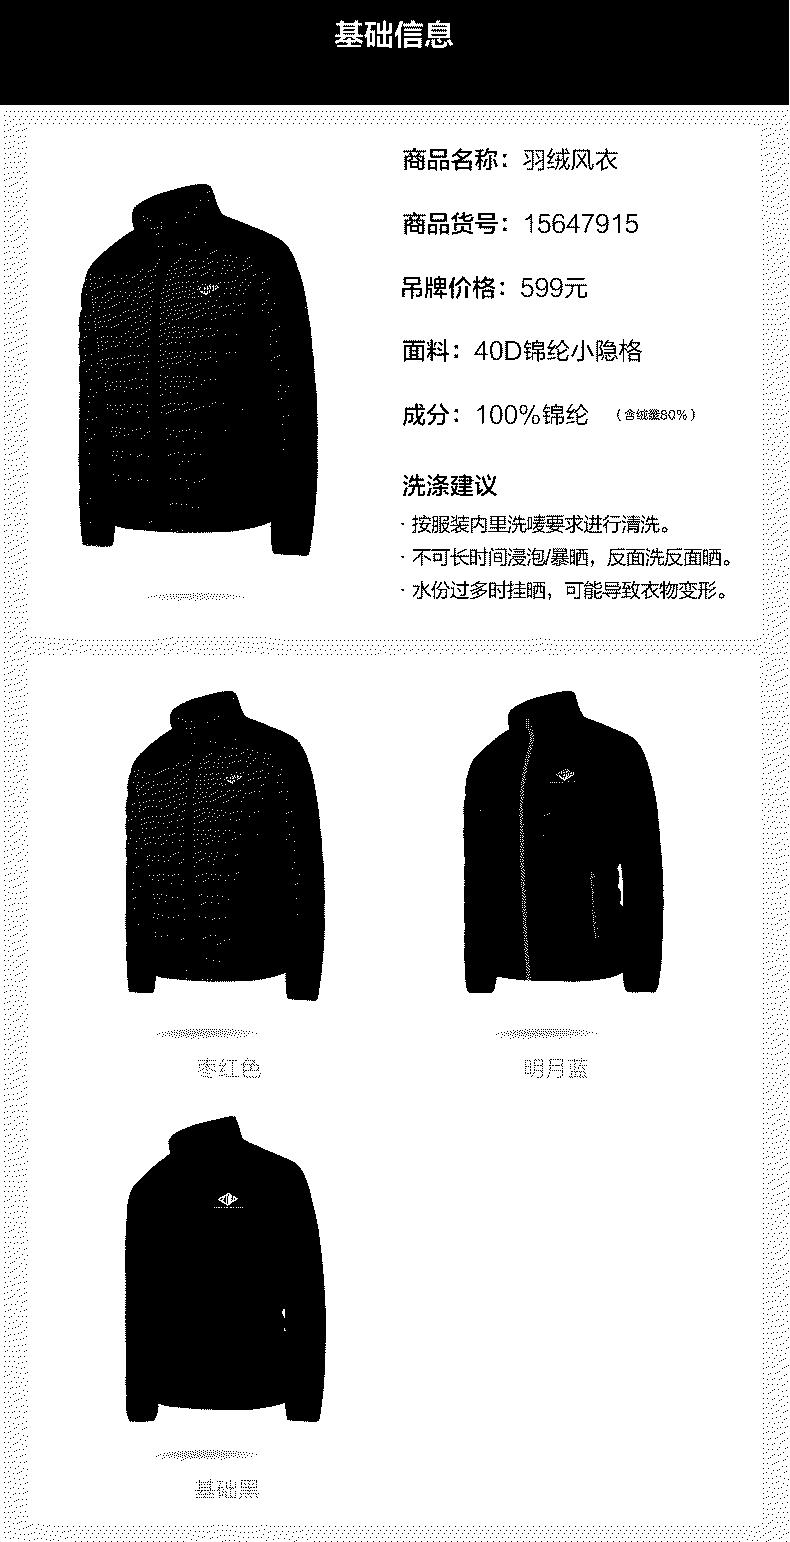 基础信息
商品名称：羽绒风衣
商品货号：15647915
吊牌价格：599元
面料：40D锦纶小隐格
成分：100%锦纶 （含绒量80%）
洗涤建议
· 按服装内里洗唛要求进行清洗。
· 不可长时间浸泡/暴晒，反面洗反面晒。
· 水份过多时挂晒，可能导致衣物变形。
枣红色
明月蓝
基础黑